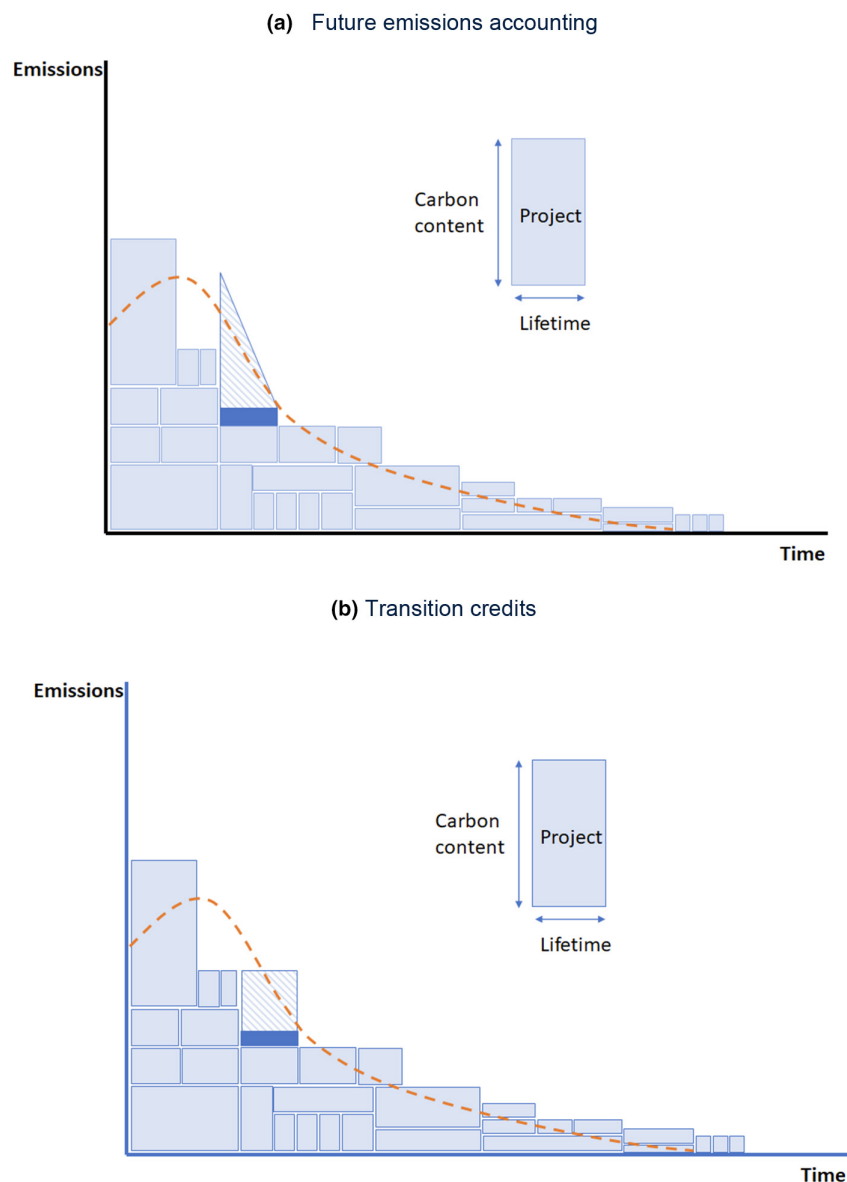 (a) Future emissions accounting
Emissions
Carbon
content
Project
Lifetime
Time
(b) Transition credits
Emissions
Carbon
content
Project
Lifetime
Time